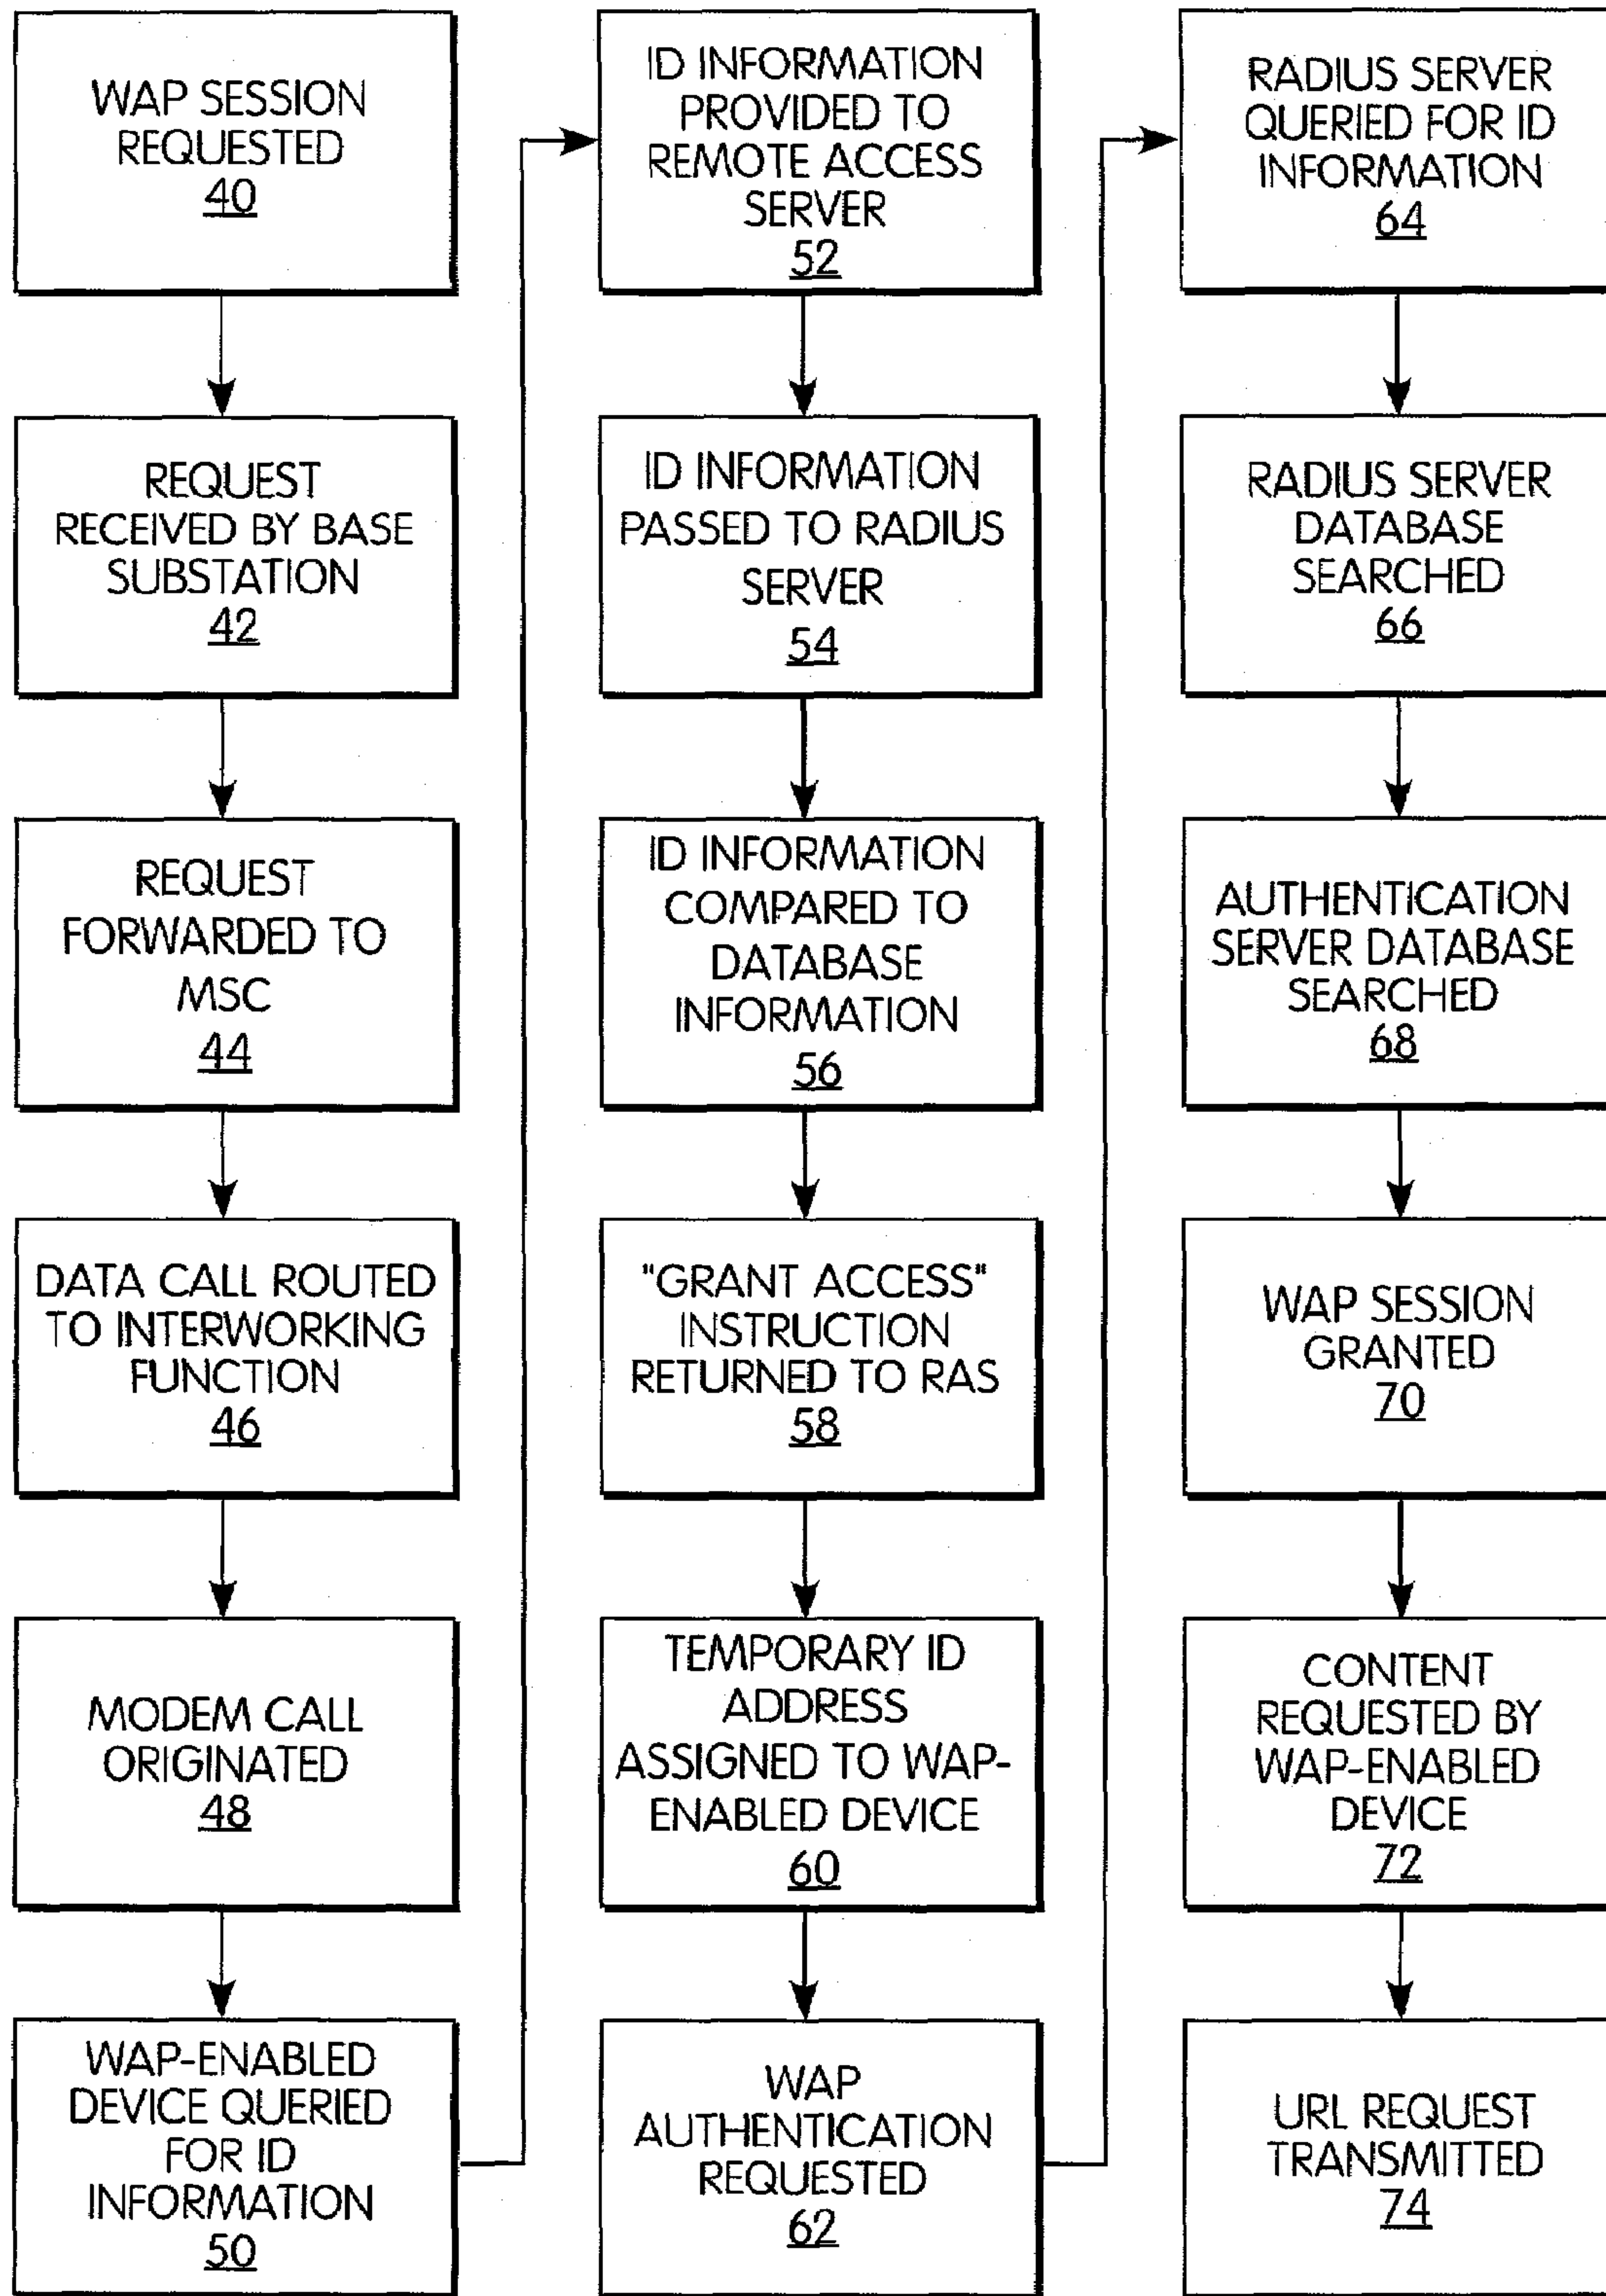 WAP SESSION
REQUESTED
40
REQUEST
RECEIVED BY BASE
SUBSTATION
42
REQUEST
FORWARDED TO
MSC
44
DATA CALL ROUTED
TO INTERWORKING
FUNCTION
46
MODEM CALL
ORIGINATED
48
WAP-ENABLED
DEVICE QUERIED
FOR ID
INFORMATION
50
ID INFORMATION
PROVIDED TO
REMOTE ACCESS
SERVER
52
ID INFORMATION
PASSED TO RADIUS
SERVER
54
ID INFORMATION
COMPARED TO
DATABASE
INFORMATION
56
"GRANT ACCESS"
INSTRUCTION
RETURNED TO RAS
58
TEMPORARY ID
ADDRESS
ASSIGNED TO WAP-
ENABLED DEVICE
60
WAP
AUTHENTICATION
REQUESTED
62
RADIUS SERVER
QUERIED FOR ID
INFORMATION
64
RADIUS SERVER
DATABASE
SEARCHED
66
AUTHENTICATION
SERVER DATABASE
SEARCHED
68
WAP SESSION
GRANTED
70
CONTENT
REQUESTED BY
WAP-ENABLED
DEVICE
72
URL REQUEST
TRANSMITTED
74